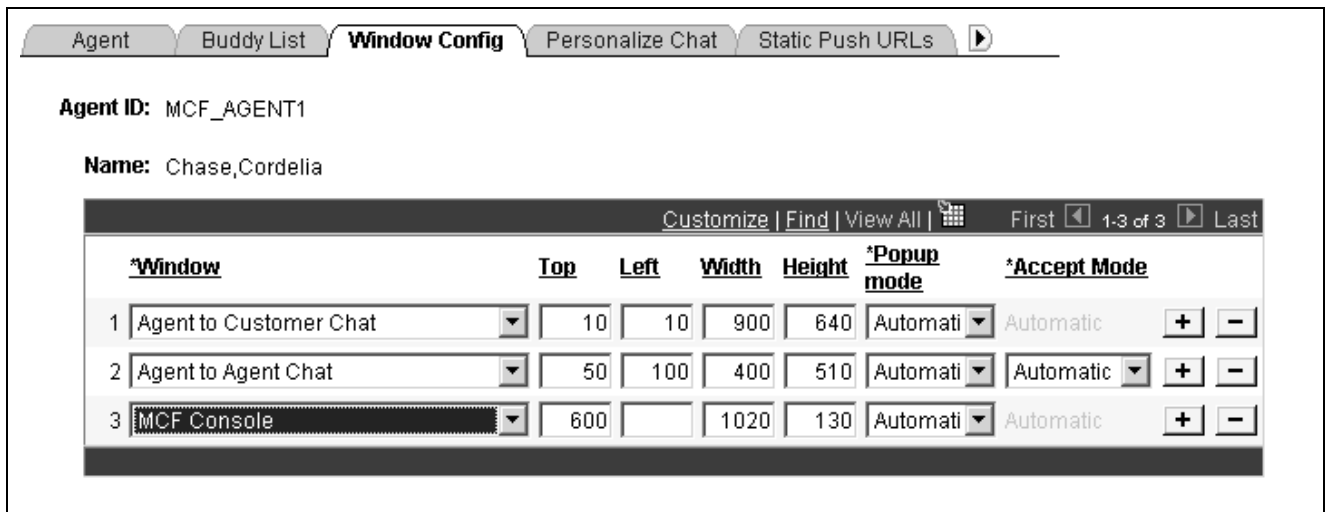 Agent Buddy List Window Config Personalize Chat Static Push URLs
Agent ID: MCF_AGENT1
Name: Chase,Cordelia
Customize | Find | View All | First 1-3 of 3 Last
*Window Top Left Width Height *Popup mode *Accept Mode
1 Agent to Customer Chat 10 10 900 640 Automati Automatic + −
2 Agent to Agent Chat 50 100 400 510 Automati Automatic + −
3 MCF Console 600 1020 130 Automati Automatic + −